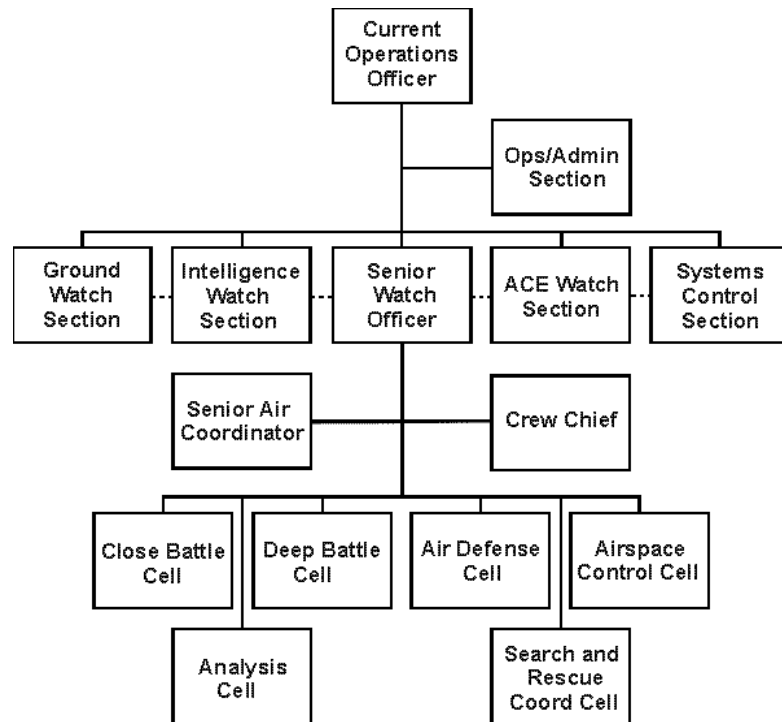 Current
Operations
Officer
Ops/Admin
Section
Ground
Watch
Section
Intelligence
Watch
Section
Senior
Watch
Officer
ACE Watch
Section
Systems
Control
Section
Senior Air
Coordinator
Crew Chief
Close Battle
Cell
Deep Battle
Cell
Air Defense
Cell
Airspace
Control Cell
Analysis
Cell
Search and
Rescue
Coord Cell